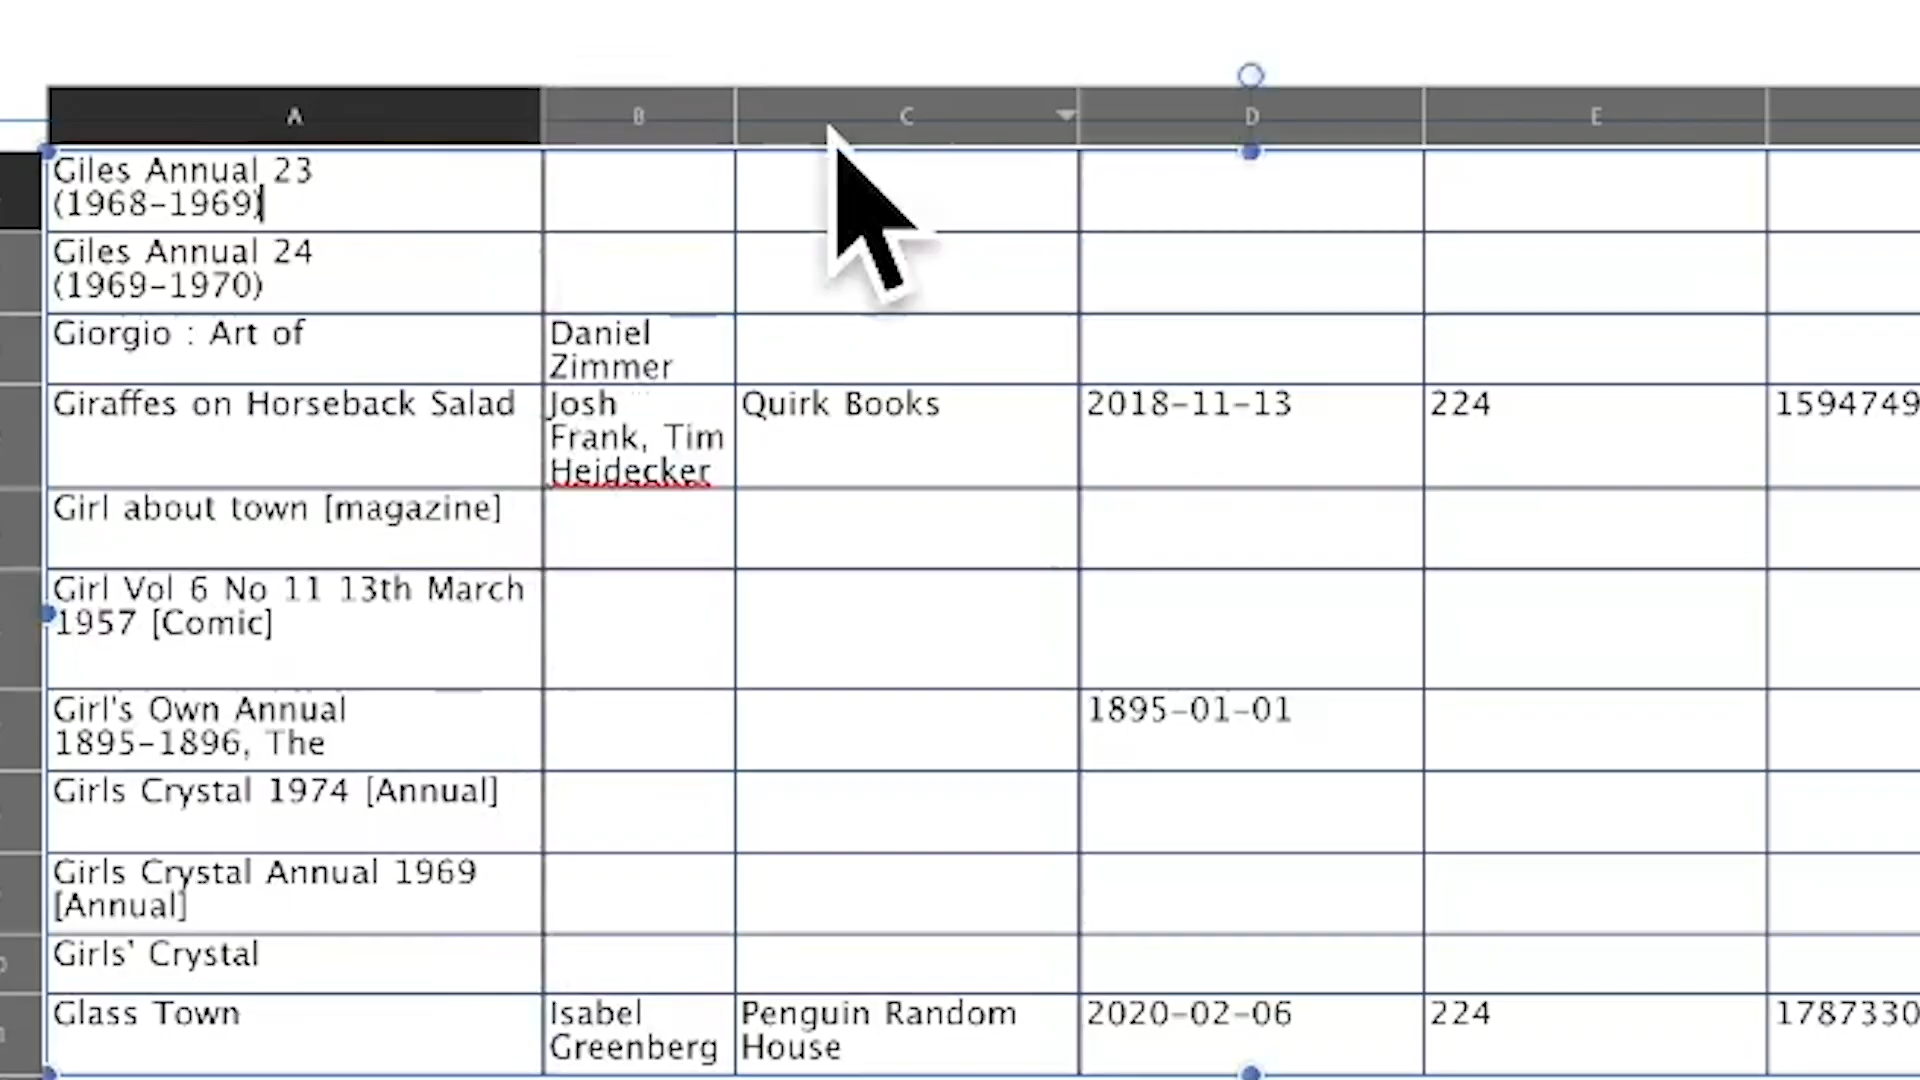 A B C D E
Giles Annual 23
(1968-1969)
Giles Annual 24
(1969-1970)
Giorgio : Art of
Daniel
Zimmer
Giraffes on Horseback Salad
Josh
Frank, Tim
Heidecker
Quirk Books
2018-11-13
224
1594749
Girl about town [magazine]
Girl Vol 6 No 11 13th March
1957 [Comic]
Girl's Own Annual
1895-1896, The
1895-01-01
Girls Crystal 1974 [Annual]
Girls Crystal Annual 1969
[Annual]
Girls' Crystal
Glass Town
Isabel
Greenberg
Penguin Random
House
2020-02-06
224
1787330